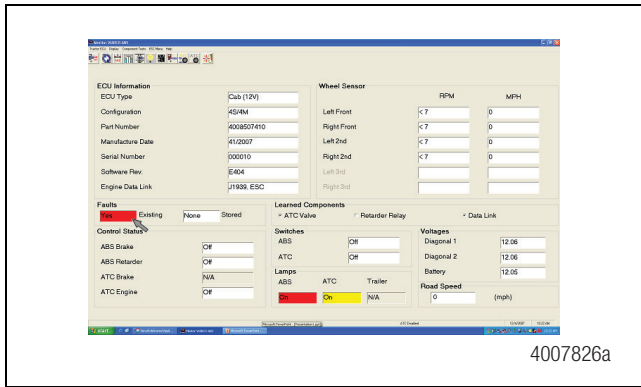 ECU Information
ECU Type Cab (12V)
Configuration 4S/4M
Part Number 4008507410
Manufacture Date 41/2007
Serial Number 000010
Software Rev. E404
Engine Data Link J1939, ESC
Wheel Sensor
RPM MPH
Left Front < 7 0
Right Front < 7 0
Left 2nd < 7 0
Right 2nd < 7 0
Left 3rd
Right 3rd
Faults
Yes Existing None Stored
Learned Components
ATC Valve Retarder Relay Data Link
Control Status
ABS Brake Off
ABS Retarder Off
ATC Brake N/A
ATC Engine Off
Switches
ABS Off
ATC Off
Lamps
ABS ATC Trailer
On On N/A
Voltages
Diagonal 1 12.06
Diagonal 2 12.06
Battery 12.05
Road Speed
0 (mph)
4007826a